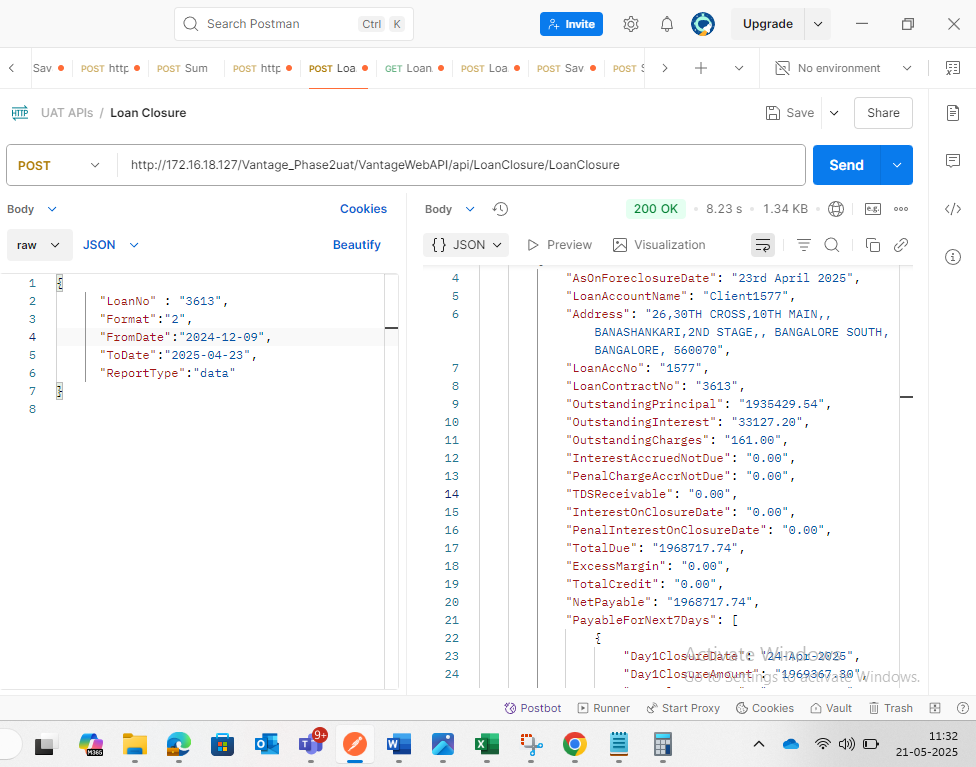 Search Postman Ctrl K Invite Upgrade
Sav POST http POST Sum POST http POST Loa GET Loan POST Loa POST Sav POST No environment
HTTP UAT APIs / Loan Closure Save Share
POST http://172.16.18.127/Vantage_Phase2uat/VantageWebAPI/api/LoanClosure/LoanClosure Send
Body Cookies
raw JSON Beautify
1 {
2 "LoanNo" : "3613",
3 "Format":"2",
4 "FromDate":"2024-12-09",
5 "ToDate":"2025-04-23",
6 "ReportType":"data"
7 }
8
Body 200 OK 8.23 s 1.34 KB e.g.
{} JSON Preview Visualization
4 "AsOnForeclosureDate": "23rd April 2025",
5 "LoanAccountName": "Client1577",
6 "Address": "26,30TH CROSS,10TH MAIN,,
BANASHANKARI,2ND STAGE,, BANGALORE SOUTH,
BANGALORE, 560070",
7 "LoanAccNo": "1577",
8 "LoanContractNo": "3613",
9 "OutstandingPrincipal": "1935429.54",
10 "OutstandingInterest": "33127.20",
11 "OutstandingCharges": "161.00",
12 "InterestAccruedNotDue": "0.00",
13 "PenalChargeAccrNotDue": "0.00",
14 "TDSReceivable": "0.00",
15 "InterestOnClosureDate": "0.00",
16 "PenalInterestOnClosureDate": "0.00",
17 "TotalDue": "1968717.74",
18 "ExcessMargin": "0.00",
19 "TotalCredit": "0.00",
20 "NetPayable": "1968717.74",
21 "PayableForNext7Days": [
22 {
23 "Day1ClosureDate": "24-Apr-2025",
24 "Day1ClosureAmount": "1969367.30",
Activate Windows
Go to Settings to activate Windows.
Postbot Runner Start Proxy Cookies Vault Trash
M365 9+
11:32
21-05-2025